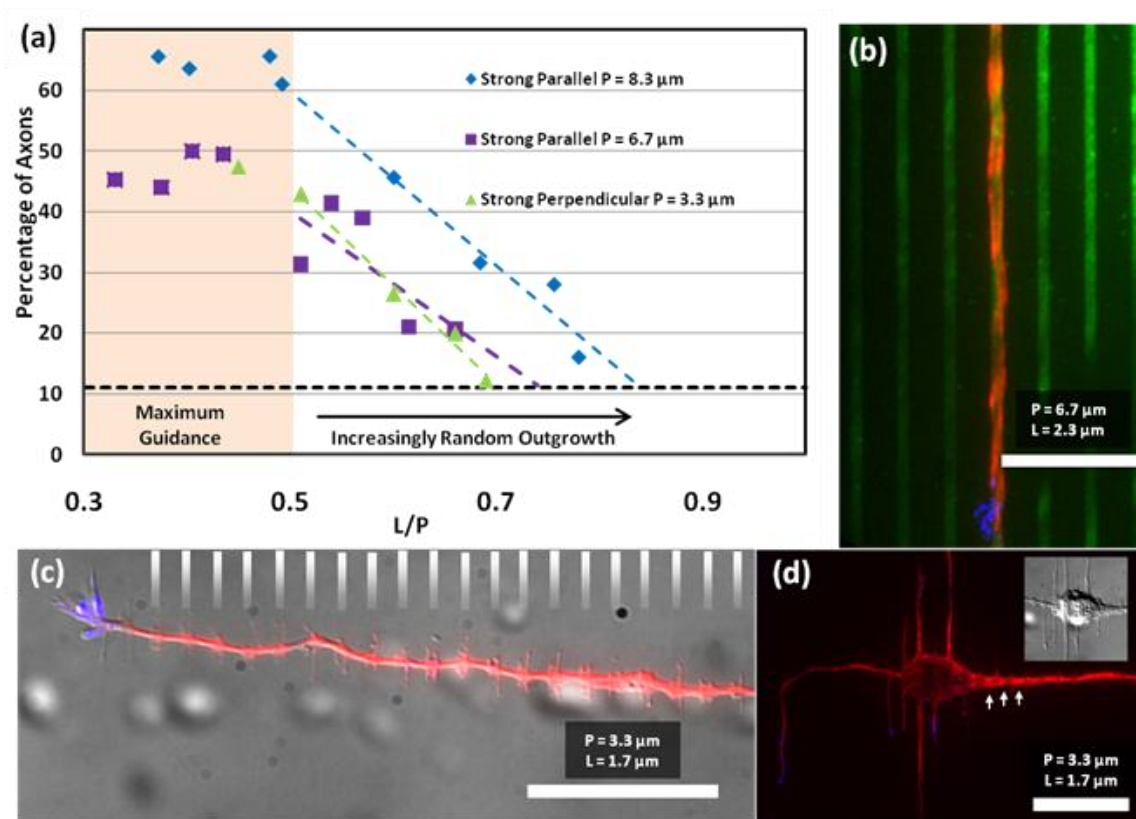 (a)
Percentage of Axons
60
50
40
30
20
10
0
Strong Parallel P = 8.3 µm
Strong Parallel P = 6.7 µm
Strong Perpendicular P = 3.3 µm
Maximum
Guidance
Increasingly Random Outgrowth
0.3
0.5
0.7
0.9
L/P
(b)
P = 6.7 µm
L = 2.3 µm
(c)
P = 3.3 µm
L = 1.7 µm
(d)
P = 3.3 µm
L = 1.7 µm